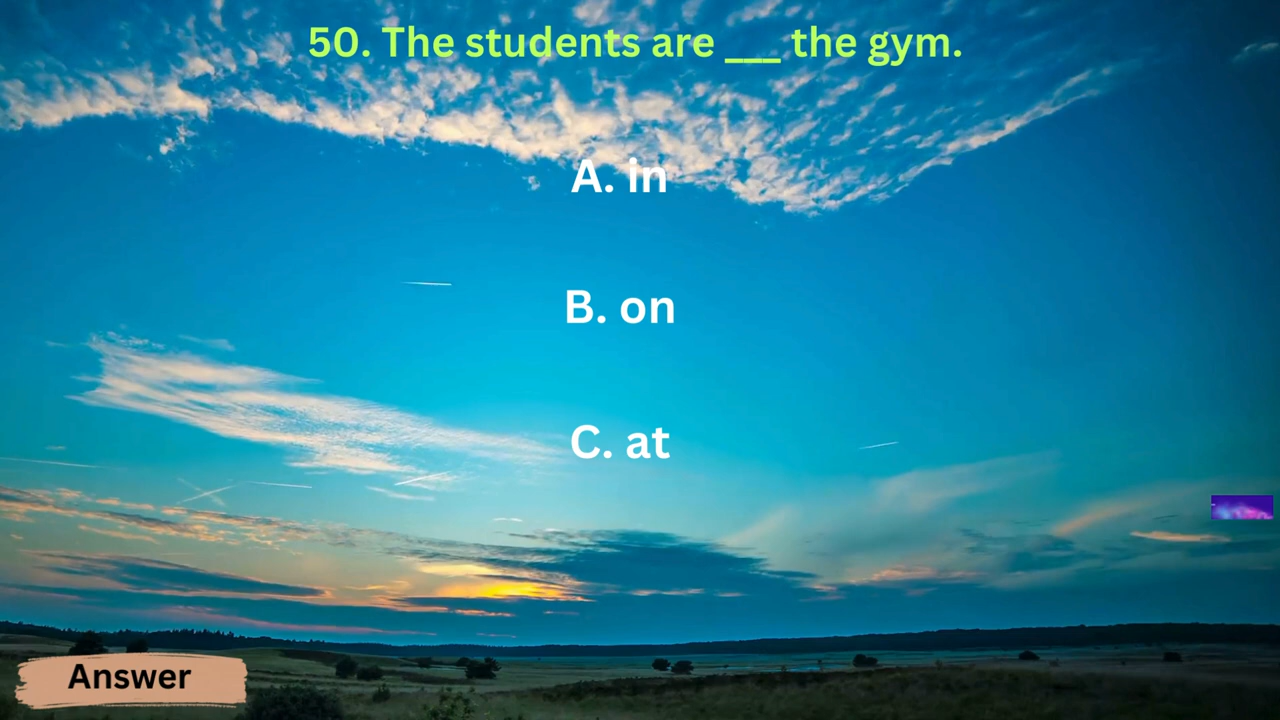 50. The students are ___ the gym.
A. in
B. on
C. at
Answer